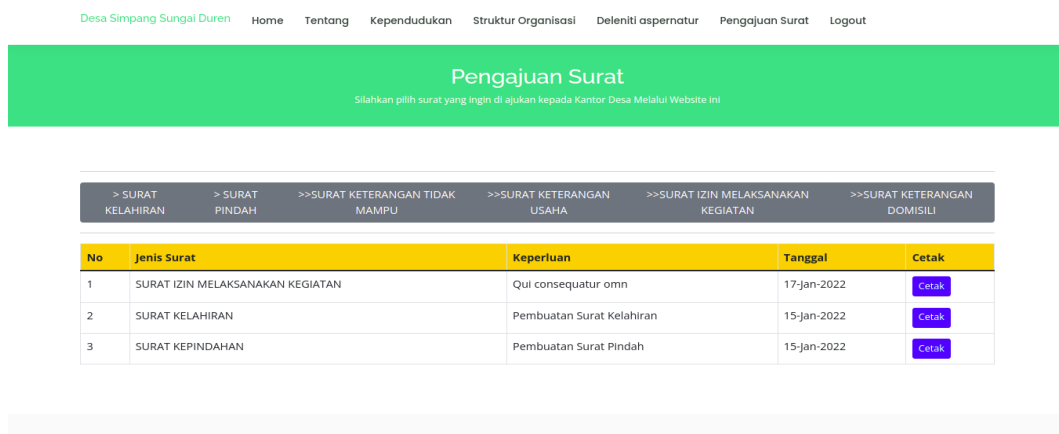 Desa Simpang Sungai Duren Home Tentang Kependudukan Struktur Organisasi Deleniti aspernatur Pengajuan Surat Logout
Pengajuan Surat
Silahkan pilih surat yang ingin di ajukan kepada Kantor Desa Melalui Website ini
> SURAT KELAHIRAN
> SURAT PINDAH
>>SURAT KETERANGAN TIDAK MAMPU
>>SURAT KETERANGAN USAHA
>>SURAT IZIN MELAKSANAKAN KEGIATAN
>>SURAT KETERANGAN DOMISILI
No Jenis Surat Keperluan Tanggal Cetak
1 SURAT IZIN MELAKSANAKAN KEGIATAN Qui consequatur omn 17-Jan-2022 Cetak
2 SURAT KELAHIRAN Pembuatan Surat Kelahiran 15-Jan-2022 Cetak
3 SURAT KEPINDAHAN Pembuatan Surat Pindah 15-Jan-2022 Cetak